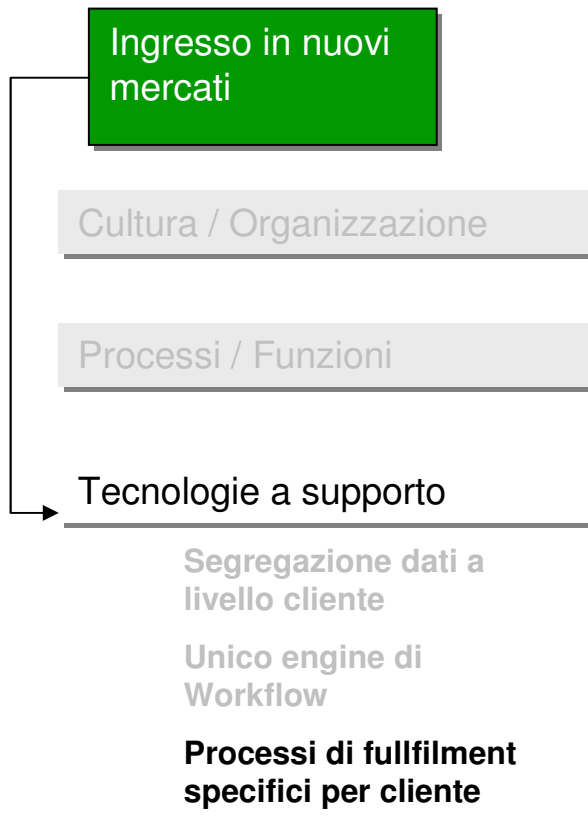 Ingresso in nuovi
mercati
Cultura / Organizzazione
Processi / Funzioni
Tecnologie a supporto
Segregazione dati a
livello cliente
Unico engine di
Workflow
Processi di fullfilment
specifici per cliente